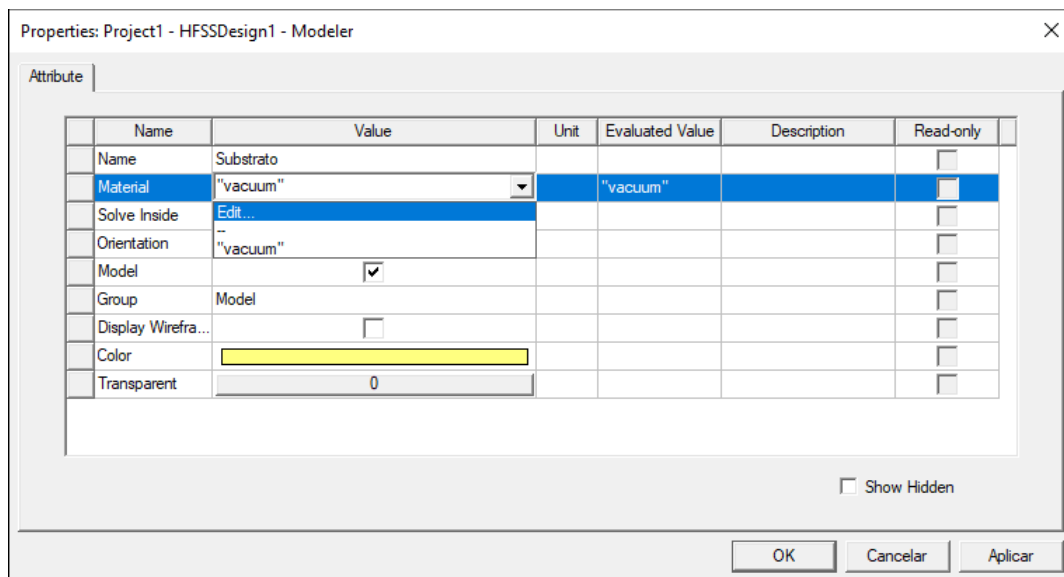 Properties: Project1 - HFSSDesign1 - Modeler
Attribute
Name Value Unit Evaluated Value Description Read-only
Name Substrato
Material "vacuum" "vacuum"
Solve Inside Edit...
--
Orientation "vacuum"
Model
Group Model
Display Wirefra...
Color
Transparent 0
Show Hidden
OK Cancelar Aplicar